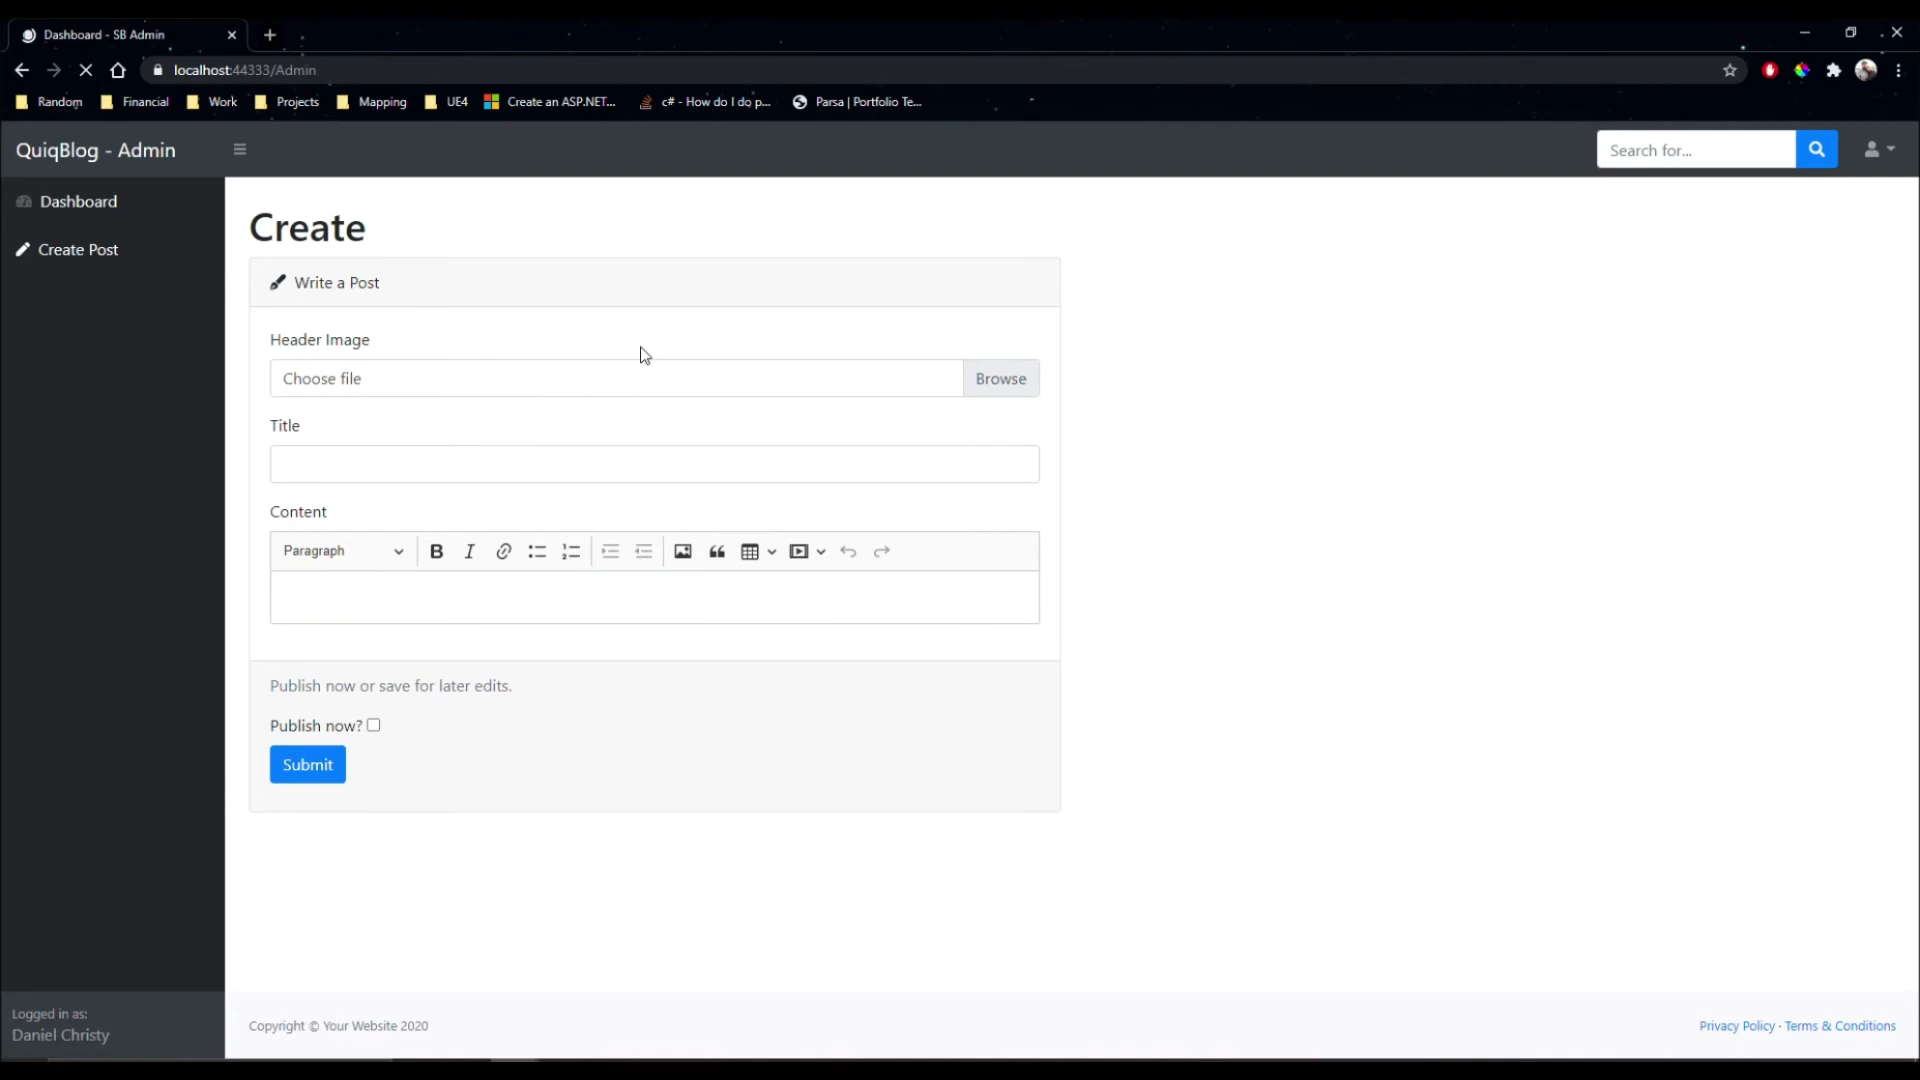 Dashboard - SB Admin
localhost:44333/Admin
Random Financial Work Projects Mapping UE4 Create an ASP.NET... c# - How do I do p... Parsa | Portfolio Te...
QuiqBlog - Admin
Search for...
Dashboard
Create Post
Create
Write a Post
Header Image
Choose file
Browse
Title
Content
Paragraph
Publish now or save for later edits.
Publish now?
Submit
Logged in as:
Daniel Christy
Copyright © Your Website 2020
Privacy Policy · Terms & Conditions